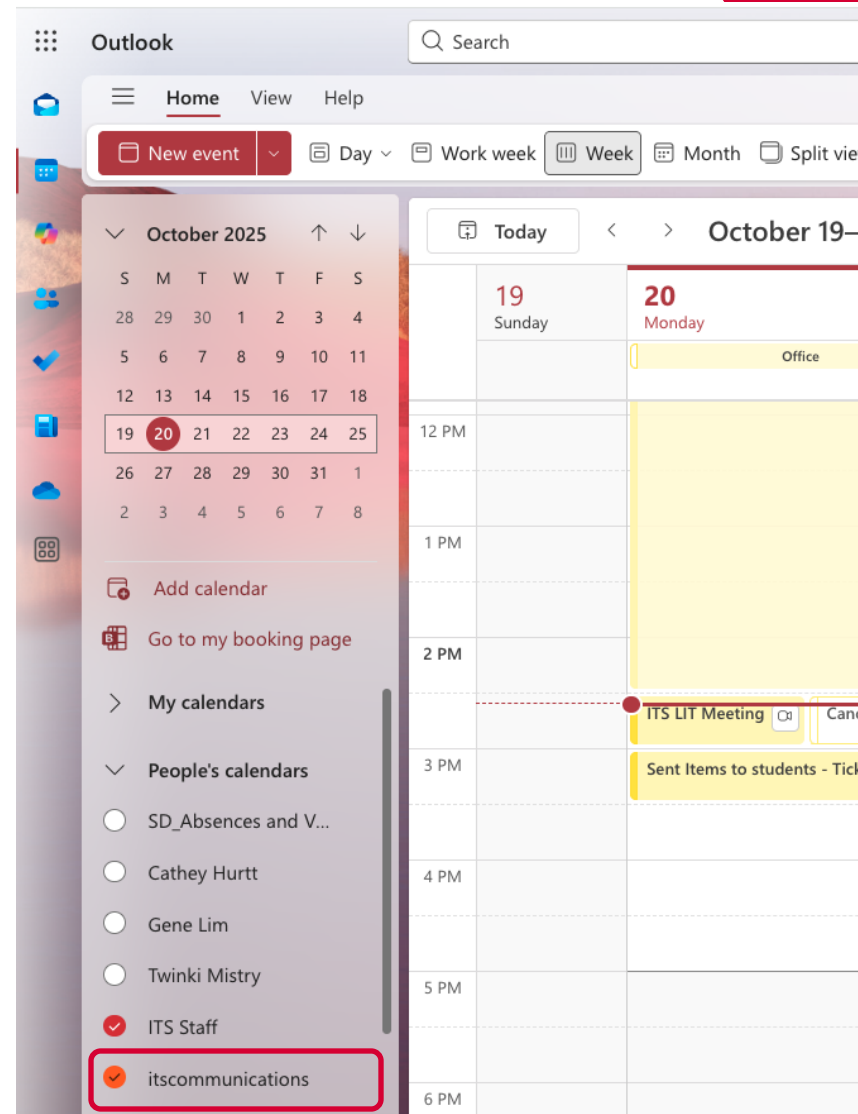 Outlook
Search
Home View Help
New event Day Work week Week Month Split vie
October 2025
S M T W T F S
28 29 30 1 2 3 4
5 6 7 8 9 10 11
12 13 14 15 16 17 18
19 20 21 22 23 24 25
26 27 28 29 30 31 1
2 3 4 5 6 7 8
Add calendar
Go to my booking page
My calendars
People's calendars
SD_Absences and V...
Cathey Hurtt
Gene Lim
Twinki Mistry
ITS Staff
itscommunications
Today October 19–
19 20
Sunday Monday
Office
12 PM
1 PM
2 PM
ITS LIT Meeting Canc
3 PM Sent Items to students - Tick
4 PM
5 PM
6 PM